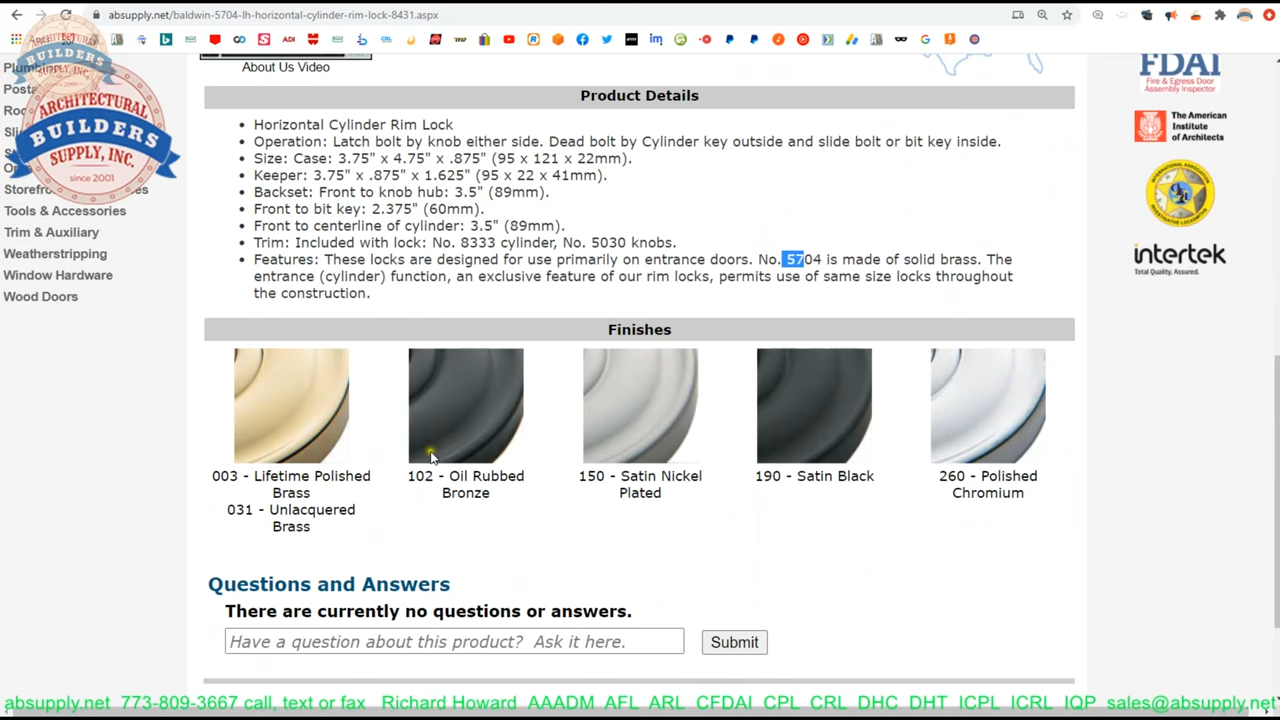 absupply.net/baldwin-5704-lh-horizontal-cylinder-rim-lock-8431.aspx
About Us Video
FDAI
Fire & Egress Door
Assembly Inspector
Product Details
ARCHITECTURAL
BUILDERS
SUPPLY, INC.
since 2001
Storefro
Tools & Accessories
Trim & Auxiliary
Weatherstripping
Window Hardware
Wood Doors
• Horizontal Cylinder Rim Lock
• Operation: Latch bolt by knob either side. Dead bolt by Cylinder key outside and slide bolt or bit key inside.
• Size: Case: 3.75" x 4.75" x .875" (95 x 121 x 22mm).
• Keeper: 3.75" x .875" x 1.625" (95 x 22 x 41mm).
• Backset: Front to knob hub: 3.5" (89mm).
• Front to bit key: 2.375" (60mm).
• Front to centerline of cylinder: 3.5" (89mm).
• Trim: Included with lock: No. 8333 cylinder, No. 5030 knobs.
• Features: These locks are designed for use primarily on entrance doors. No. 5704 is made of solid brass. The
entrance (cylinder) function, an exclusive feature of our rim locks, permits use of same size locks throughout
the construction.
The American
Institute of
Architects
intertek
Total Quality. Assured.
Finishes
003 - Lifetime Polished
Brass
031 - Unlacquered
Brass
102 - Oil Rubbed
Bronze
150 - Satin Nickel
Plated
190 - Satin Black
260 - Polished
Chromium
Questions and Answers
There are currently no questions or answers.
Have a question about this product?  Ask it here.
Submit
absupply.net 773-809-3667 call, text or fax Richard Howard AAADM AFL ARL CFDAI CPL CRL DHC DHT ICPL ICRL IQP sales@absupply.net